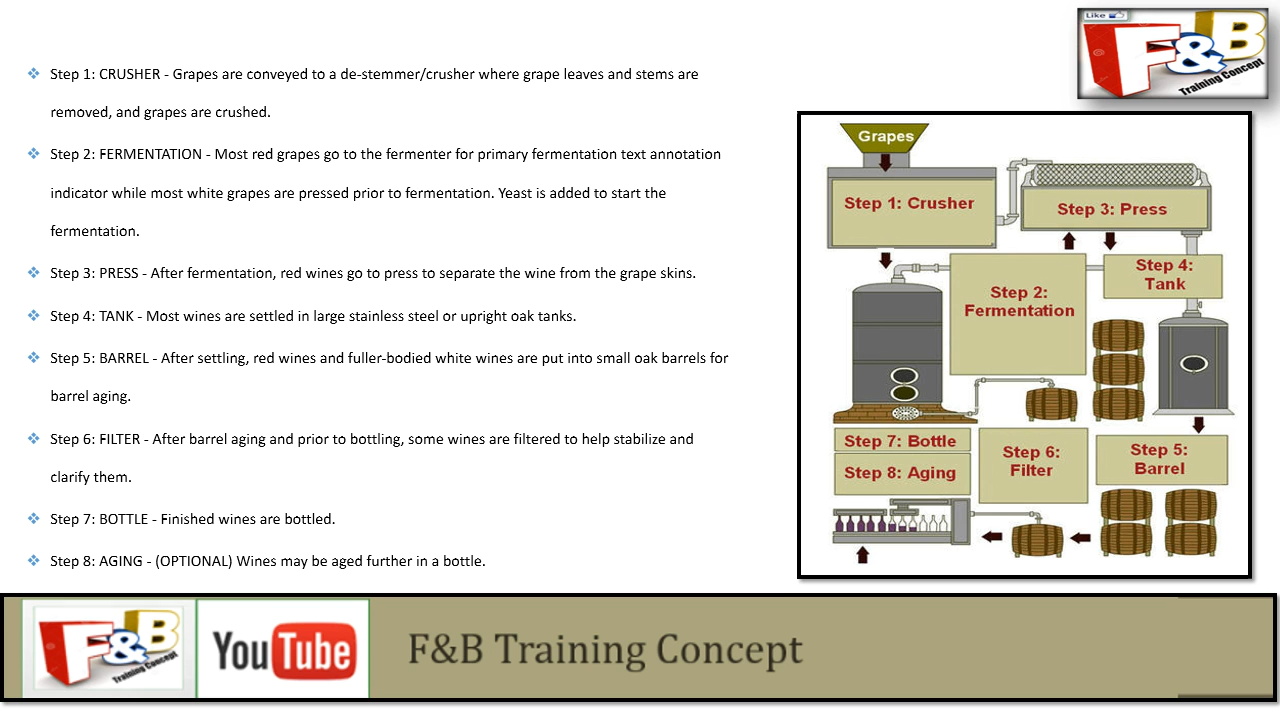 Like
F&B
Training Concept
Step 1: CRUSHER - Grapes are conveyed to a de-stemmer/crusher where grape leaves and stems are
removed, and grapes are crushed.
Step 2: FERMENTATION - Most red grapes go to the fermenter for primary fermentation text annotation
indicator while most white grapes are pressed prior to fermentation. Yeast is added to start the
fermentation.
Step 3: PRESS - After fermentation, red wines go to press to separate the wine from the grape skins.
Step 4: TANK - Most wines are settled in large stainless steel or upright oak tanks.
Step 5: BARREL - After settling, red wines and fuller-bodied white wines are put into small oak barrels for
barrel aging.
Step 6: FILTER - After barrel aging and prior to bottling, some wines are filtered to help stabilize and
clarify them.
Step 7: BOTTLE - Finished wines are bottled.
Step 8: AGING - (OPTIONAL) Wines may be aged further in a bottle.
Grapes
Step 1: Crusher
Step 3: Press
Step 2:
Fermentation
Step 4:
Tank
Step 7: Bottle
Step 8: Aging
Step 6:
Filter
Step 5:
Barrel
F&B
Training Concept
YouTube
F&B Training Concept